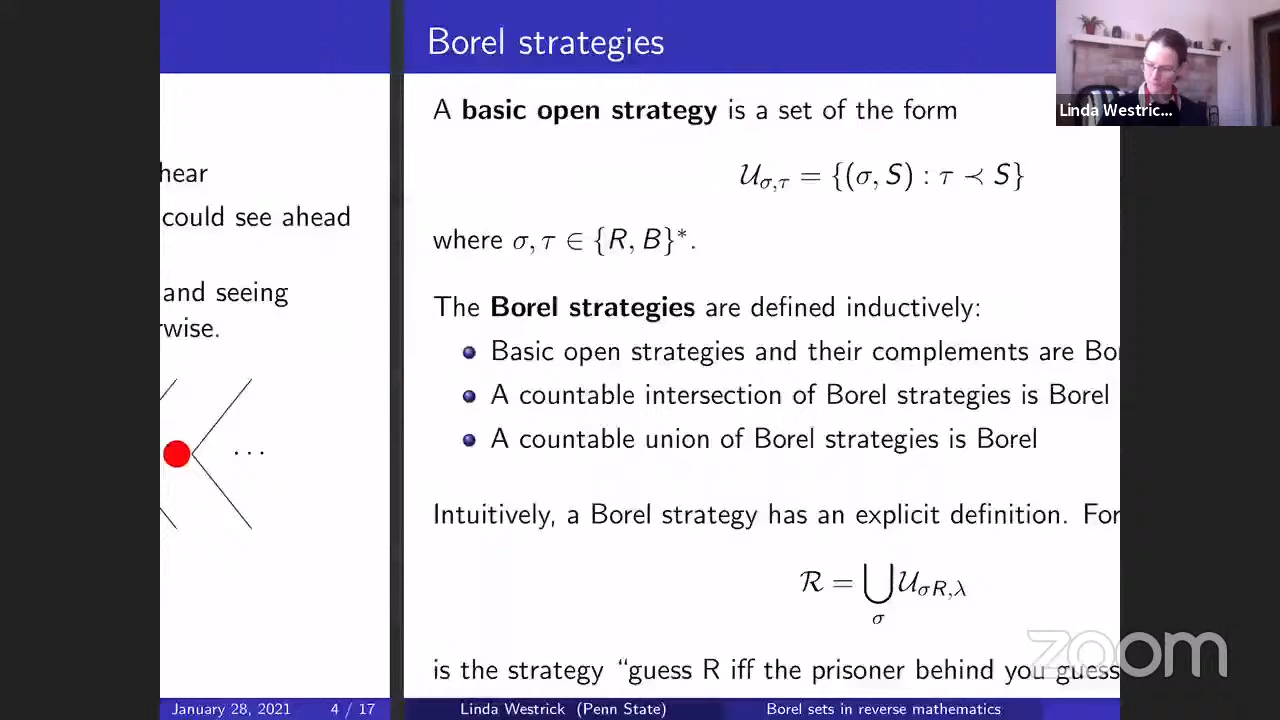 hear
could see ahead
and seeing
wise.
...
January 28, 2021 4 / 17
Borel strategies
A basic open strategy is a set of the form
𝒰σ,τ = {(σ, S) : τ ≺ S}
where σ, τ ∈ {R, B}*.
The Borel strategies are defined inductively:
Basic open strategies and their complements are Bo
A countable intersection of Borel strategies is Borel
A countable union of Borel strategies is Borel
Intuitively, a Borel strategy has an explicit definition. For
ℛ = ⋃σ 𝒰σR,λ
is the strategy “guess R iff the prisoner behind you guess
Linda Westrick (Penn State) Borel sets in reverse mathematics
Linda Westric...
zoom